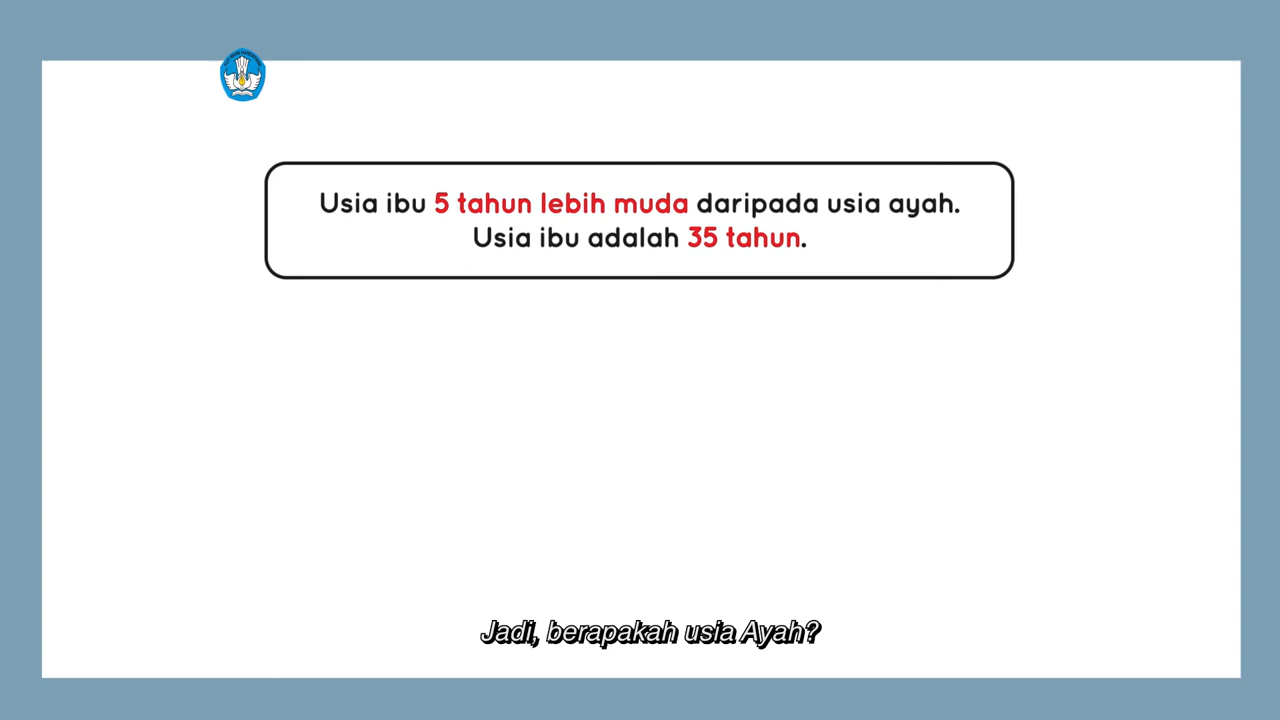 Usia ibu 5 tahun lebih muda daripada usia ayah.
Usia ibu adalah 35 tahun.
Jadi, berapakah usia Ayah?